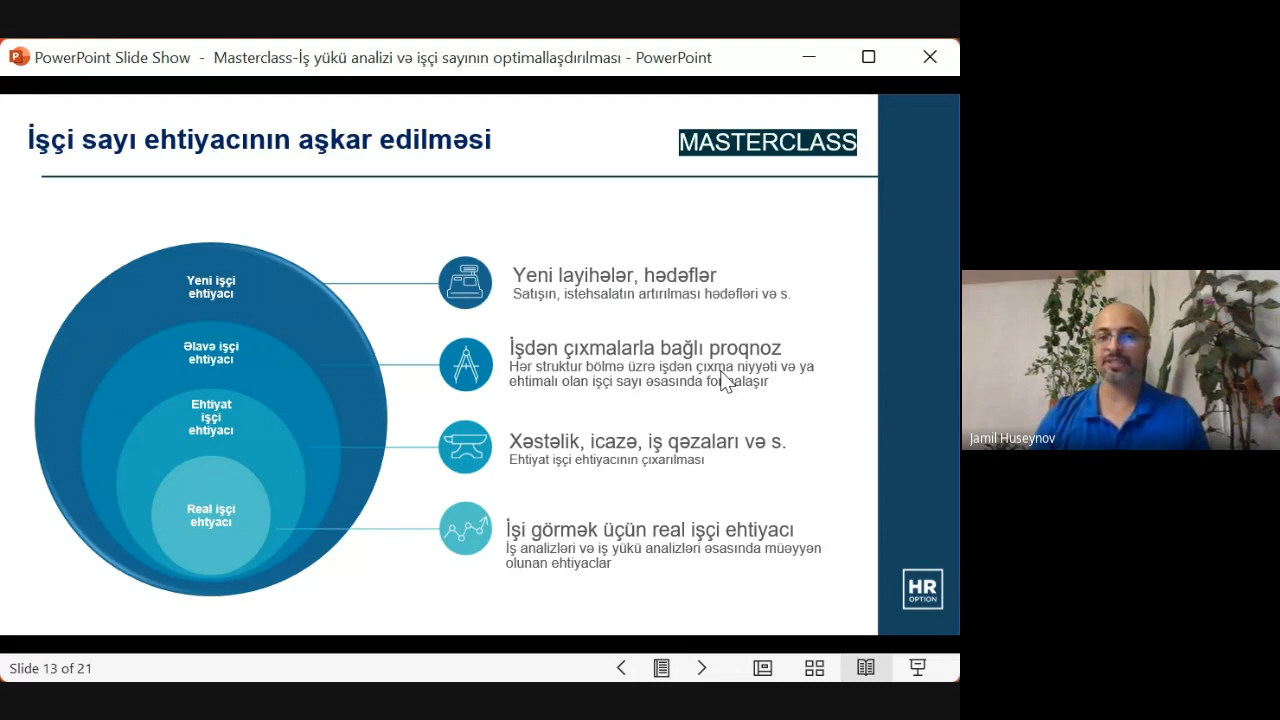 PowerPoint Slide Show - Masterclass-İş yükü analizi və işçi sayının optimallaşdırılması - PowerPoint
İşçi sayı ehtiyacının aşkar edilməsi
MASTERCLASS
Yeni işçi
ehtiyacı
Əlavə işçi
ehtiyacı
Ehtiyat
işçi
ehtiyacı
Real işçi
ehtyacı
Yeni layihələr, hədəflər
Satışın, istehsalatın artırılması hədəfləri və s.
İşdən çıxmalarla bağlı proqnoz
Hər struktur bölmə üzrə işdən çıxma niyyəti və ya
ehtimalı olan işçi sayı əsasında formalaşır
Xəstəlik, icazə, iş qəzaları və s.
Ehtiyat işçi ehtiyacının çıxarılması
İşi görmək üçün real işçi ehtiyacı
İş analizləri və iş yükü analizləri əsasında müəyyən
olunan ehtiyaclar
HR
OPTION
Jamil Huseynov
Slide 13 of 21